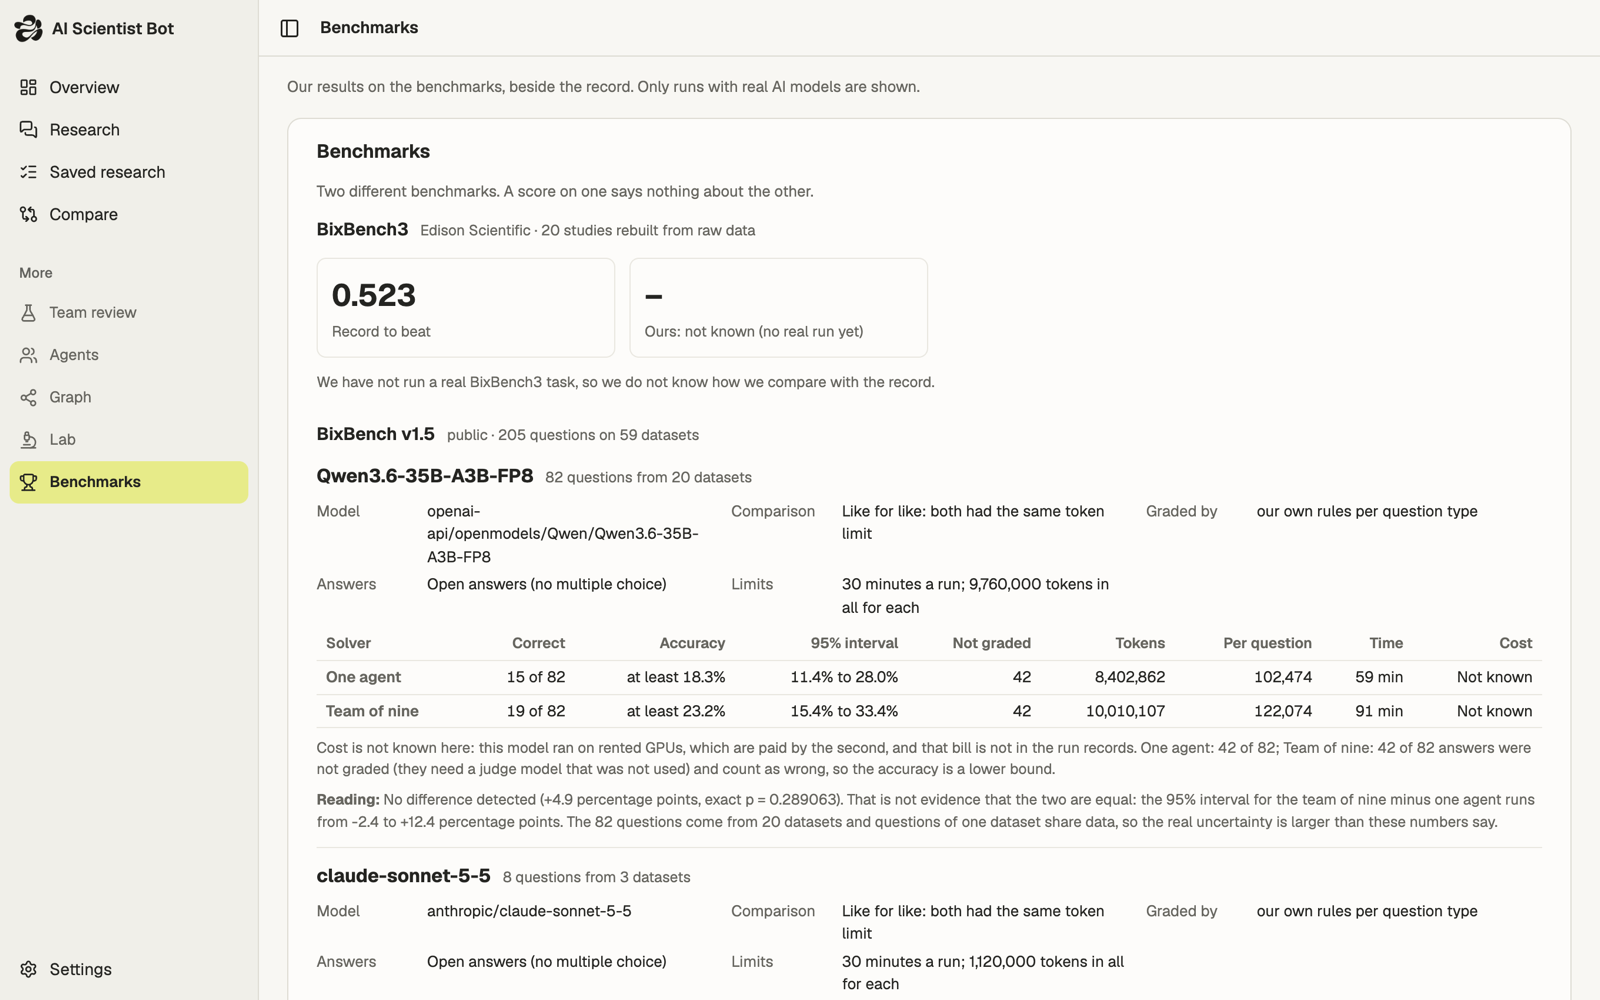 AI Scientist Bot
Overview
Research
Saved research
Compare
More
Team review
Agents
Graph
Lab
Benchmarks
Settings
Benchmarks
Our results on the benchmarks, beside the record. Only runs with real AI models are shown.
Benchmarks
Two different benchmarks. A score on one says nothing about the other.
BixBench3 Edison Scientific · 20 studies rebuilt from raw data
0.523
Record to beat
–
Ours: not known (no real run yet)
We have not run a real BixBench3 task, so we do not know how we compare with the record.
BixBench v1.5 public · 205 questions on 59 datasets
Qwen3.6-35B-A3B-FP8 82 questions from 20 datasets
Model
openai-
api/openmodels/Qwen/Qwen3.6-35B-
A3B-FP8
Comparison
Like for like: both had the same token
limit
Graded by
our own rules per question type
Answers
Open answers (no multiple choice)
Limits
30 minutes a run; 9,760,000 tokens in
all for each
Solver Correct Accuracy 95% interval Not graded Tokens Per question Time Cost
One agent 15 of 82 at least 18.3% 11.4% to 28.0% 42 8,402,862 102,474 59 min Not known
Team of nine 19 of 82 at least 23.2% 15.4% to 33.4% 42 10,010,107 122,074 91 min Not known
Cost is not known here: this model ran on rented GPUs, which are paid by the second, and that bill is not in the run records. One agent: 42 of 82; Team of nine: 42 of 82 answers were
not graded (they need a judge model that was not used) and count as wrong, so the accuracy is a lower bound.
Reading: No difference detected (+4.9 percentage points, exact p = 0.289063). That is not evidence that the two are equal: the 95% interval for the team of nine minus one agent runs
from -2.4 to +12.4 percentage points. The 82 questions come from 20 datasets and questions of one dataset share data, so the real uncertainty is larger than these numbers say.
claude-sonnet-5-5 8 questions from 3 datasets
Model
anthropic/claude-sonnet-5-5
Comparison
Like for like: both had the same token
limit
Graded by
our own rules per question type
Answers
Open answers (no multiple choice)
Limits
30 minutes a run; 1,120,000 tokens in all
for each